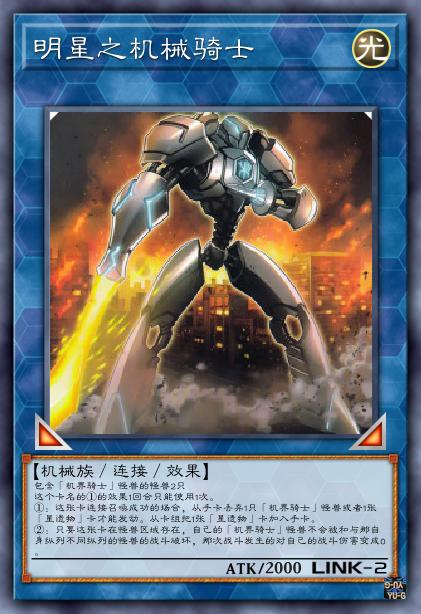 明星之机械骑士
光
【机械族／连接／效果】
包含「机界骑士」怪兽的怪兽2只
这个卡名的①的效果1回合只能使用1次。
①：这张卡连接召唤成功的场合，从手卡丢弃1只「机界骑士」怪兽或者1张
「星遗物」卡才能发动。从卡组把1张「星遗物」卡加入手卡。
②：只要这张卡在怪兽区域存在，自己的「机界骑士」怪兽不会被和与那自
身纵列不同纵列的怪兽的战斗破坏，那次战斗发生的对自己的战斗伤害变成0
。
ATK/2000 LINK-2